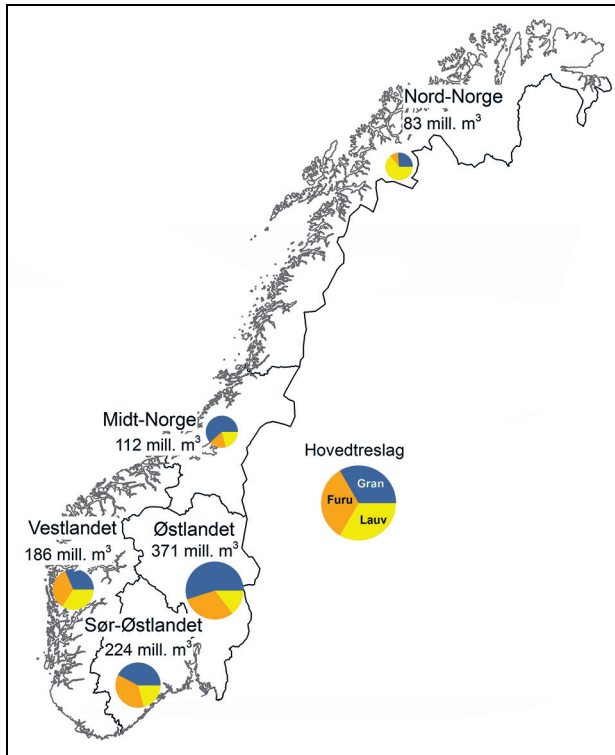 Nord-Norge
83 mill. m³
Midt-Norge
112 mill. m³
Hovedtreslag
Gran
Furu
Lauv
Vestlandet
186 mill. m³
Østlandet
371 mill. m³
Sør-Østlandet
224 mill. m³